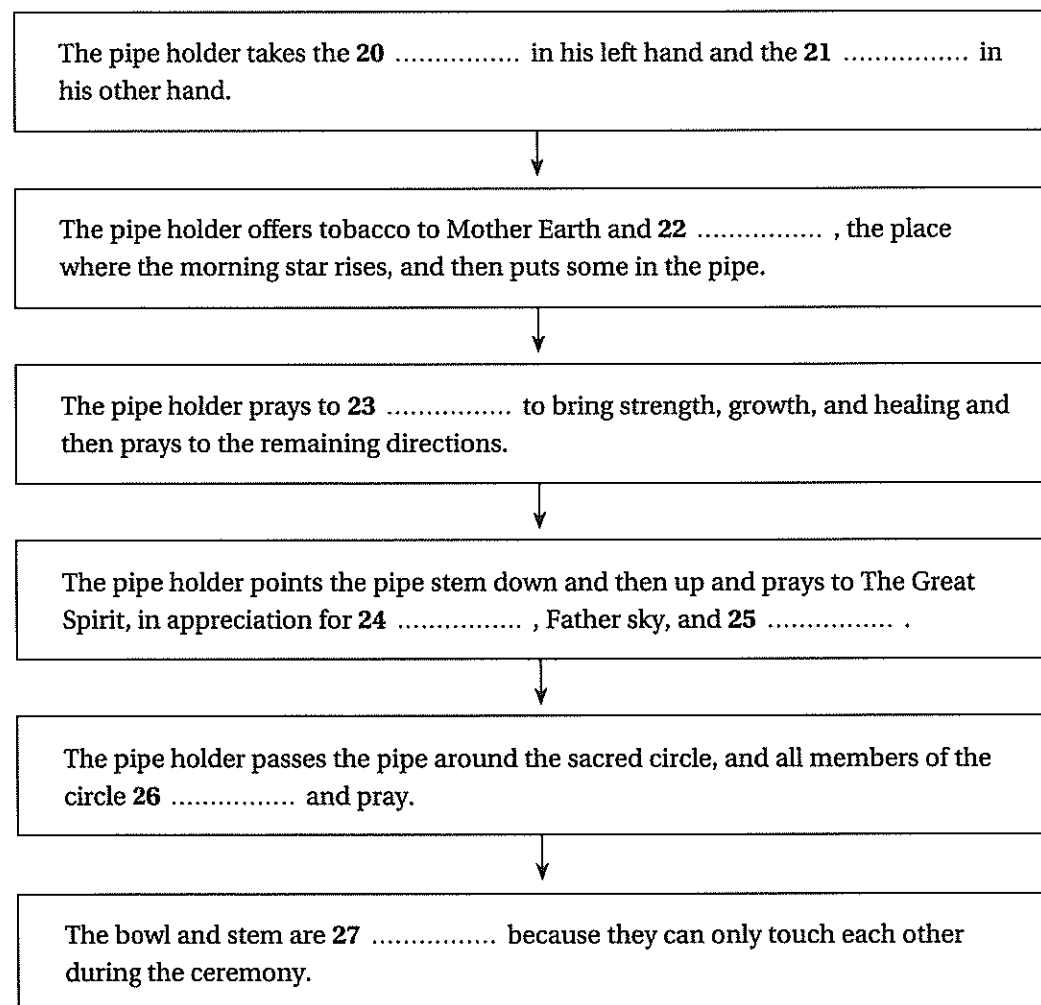 The pipe holder takes the 20 ................ in his left hand and the 21 ................ in
his other hand.
The pipe holder offers tobacco to Mother Earth and 22 ................ , the place
where the morning star rises, and then puts some in the pipe.
The pipe holder prays to 23 ................ to bring strength, growth, and healing and
then prays to the remaining directions.
The pipe holder points the pipe stem down and then up and prays to The Great
Spirit, in appreciation for 24 ................ , Father sky, and 25 ................ .
The pipe holder passes the pipe around the sacred circle, and all members of the
circle 26 ................ and pray.
The bowl and stem are 27 ................ because they can only touch each other
during the ceremony.